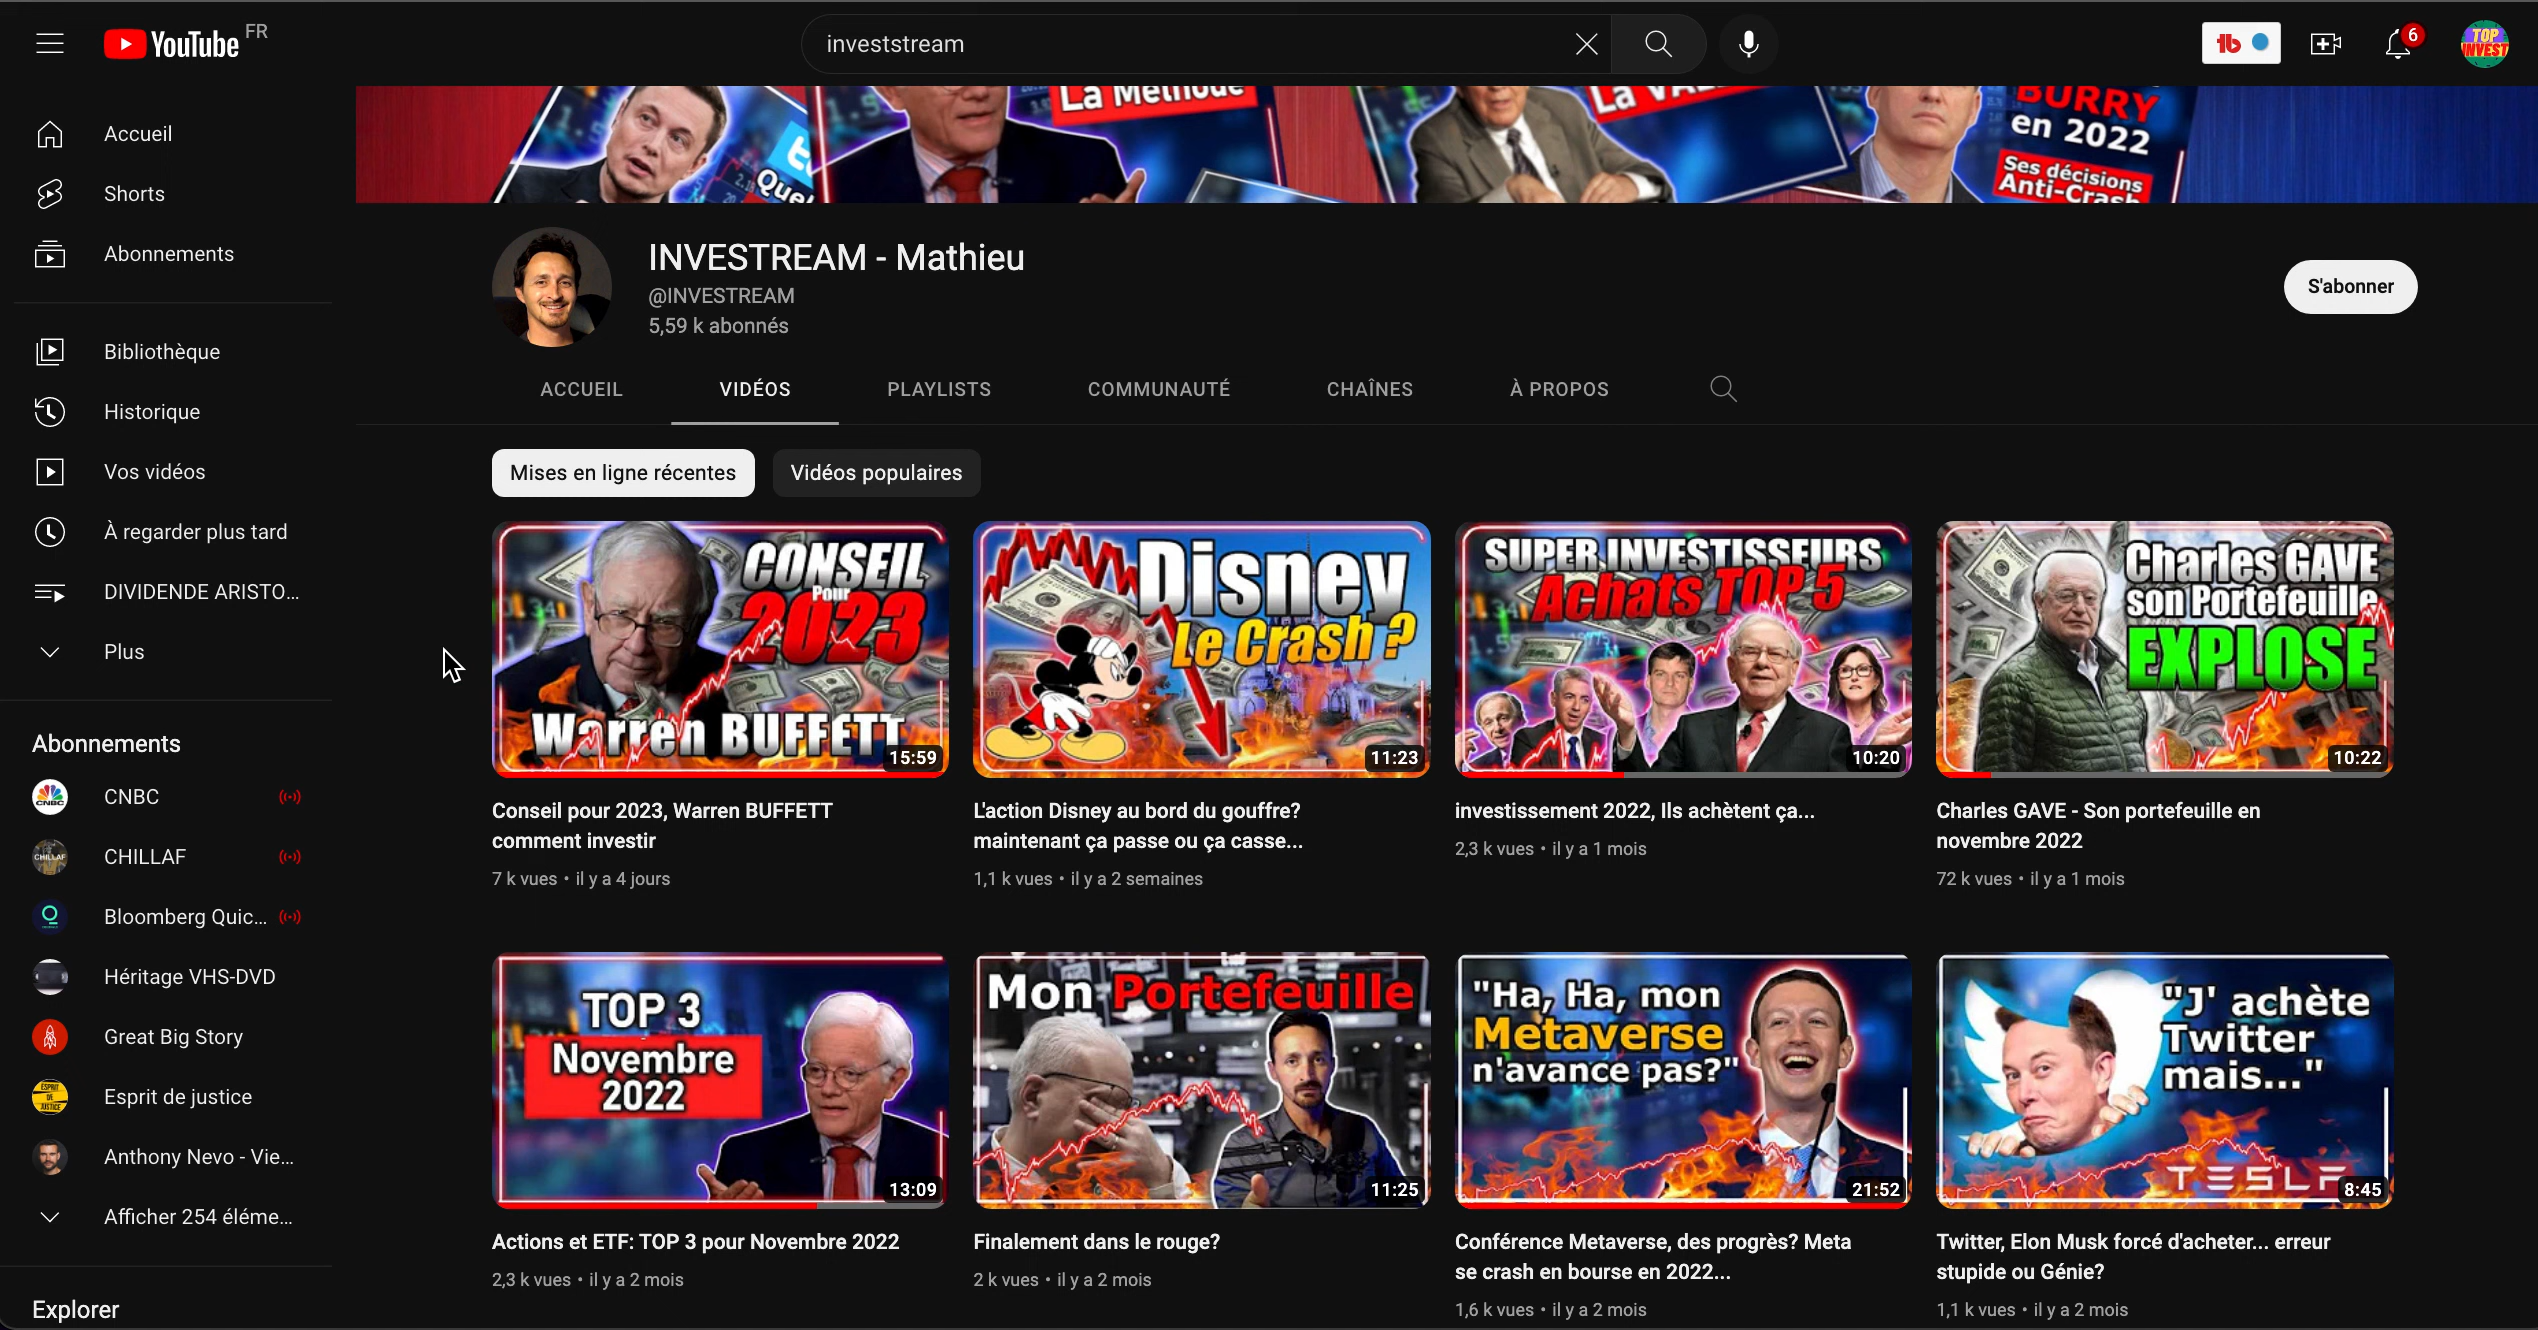 YouTube FR
investstream
6
TOP
INVEST
Accueil
Shorts
Abonnements
Bibliothèque
Historique
Vos vidéos
À regarder plus tard
DIVIDENDE ARISTO...
Plus
Abonnements
CNBC
CHILLAF
Bloomberg Quic...
Héritage VHS-DVD
Great Big Story
Esprit de justice
Anthony Nevo - Vie...
Afficher 254 éléme...
Explorer
La Méthode
Quel
BURRY
en 2022
Ses décisions
Anti-Crash
INVESTREAM - Mathieu
@INVESTREAM
5,59 k abonnés
S'abonner
ACCUEIL
VIDÉOS
PLAYLISTS
COMMUNAUTÉ
CHAÎNES
À PROPOS
Mises en ligne récentes
Vidéos populaires
CONSEIL
Pour
2023
Warren BUFFETT
15:59
Conseil pour 2023, Warren BUFFETT
comment investir
7 k vues • il y a 4 jours
Disney
Le Crash ?
11:23
L'action Disney au bord du gouffre?
maintenant ça passe ou ça casse...
1,1 k vues • il y a 2 semaines
SUPER INVESTISSEURS
Achats TOP 5
10:20
investissement 2022, Ils achètent ça...
2,3 k vues • il y a 1 mois
Charles GAVE
son Portefeuille
EXPLOSE
10:22
Charles GAVE - Son portefeuille en
novembre 2022
72 k vues • il y a 1 mois
TOP 3
Novembre
2022
13:09
Actions et ETF: TOP 3 pour Novembre 2022
2,3 k vues • il y a 2 mois
Mon Portefeuille
11:25
Finalement dans le rouge?
2 k vues • il y a 2 mois
"Ha, Ha, mon
Metaverse
n'avance pas?"
21:52
Conférence Metaverse, des progrès? Meta
se crash en bourse en 2022...
1,6 k vues • il y a 2 mois
"J' achète
Twitter
mais..."
TESLA
8:45
Twitter, Elon Musk forcé d'acheter... erreur
stupide ou Génie?
1,1 k vues • il y a 2 mois